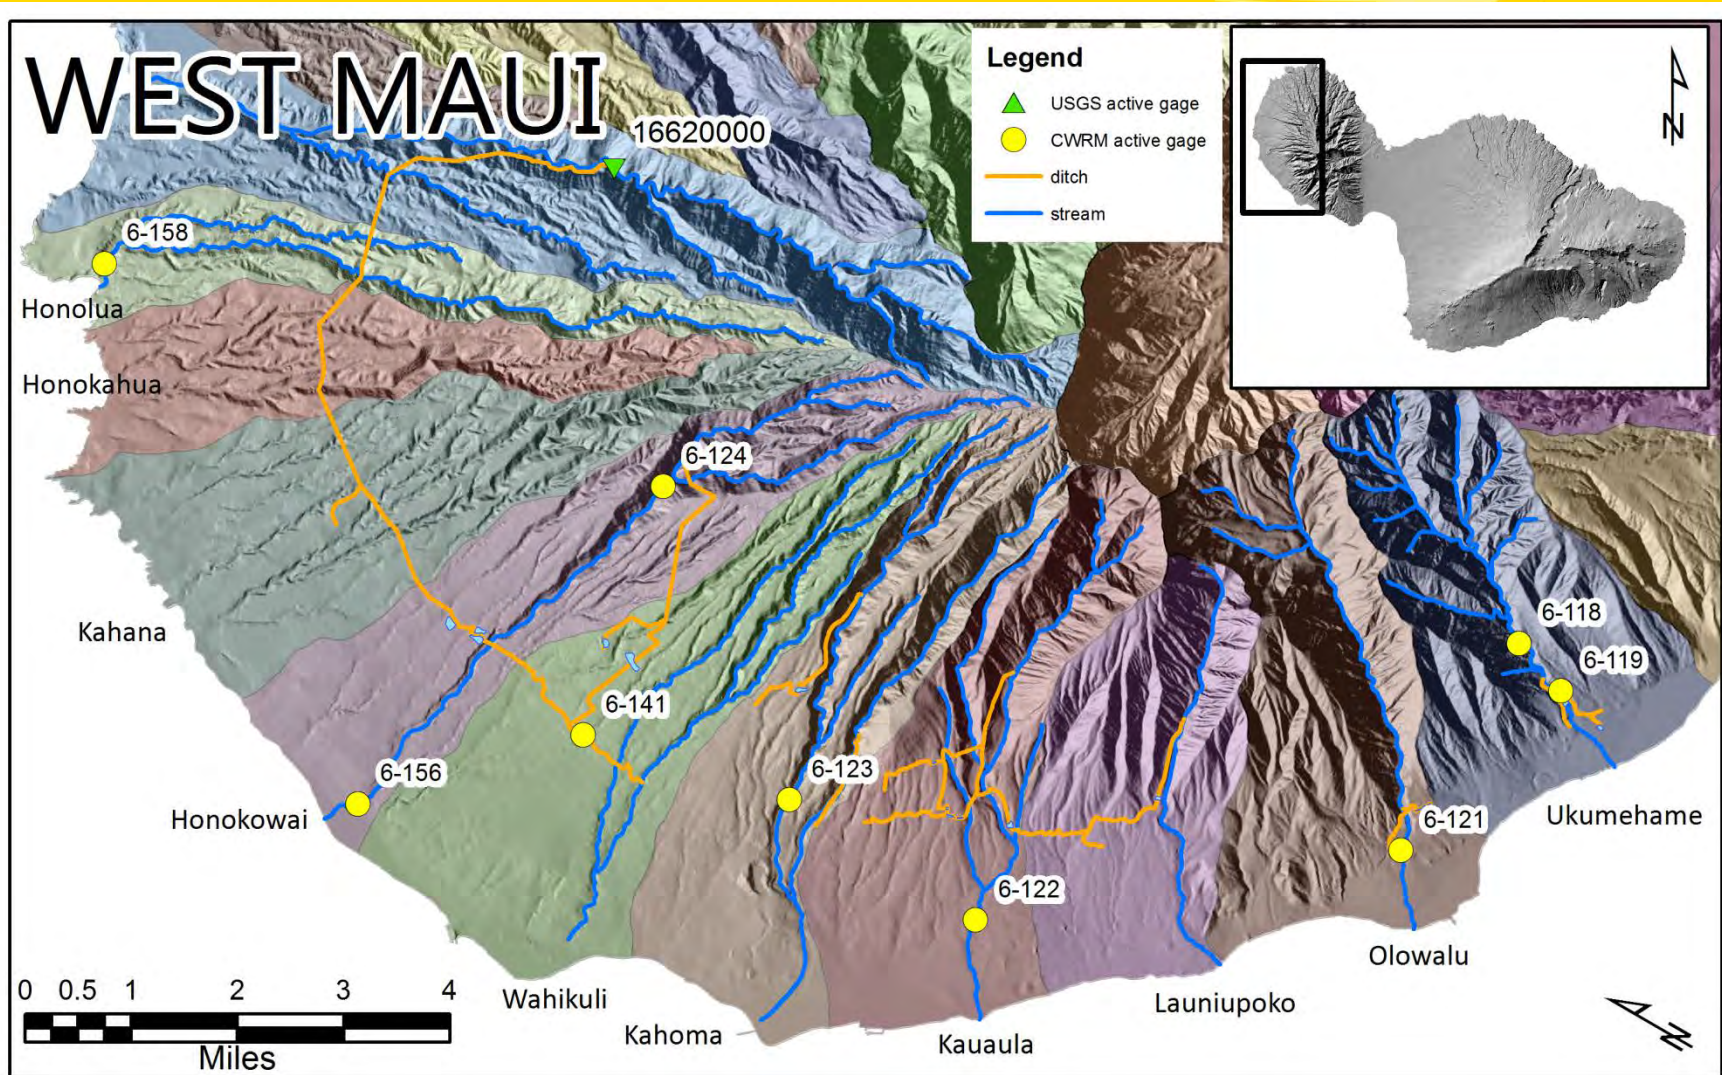 WEST MAUI
16620000
Legend
USGS active gage
CWRM active gage
ditch
stream
N
6-158
Honolua
Honokahua
6-124
Kahana
6-118
6-119
6-141
6-156
6-123
Honokowai
6-121
Ukumehame
6-122
Olowalu
Wahikuli
Launiupoko
Kahoma
Kauaula
0 0.5 1 2 3 4
Miles
N